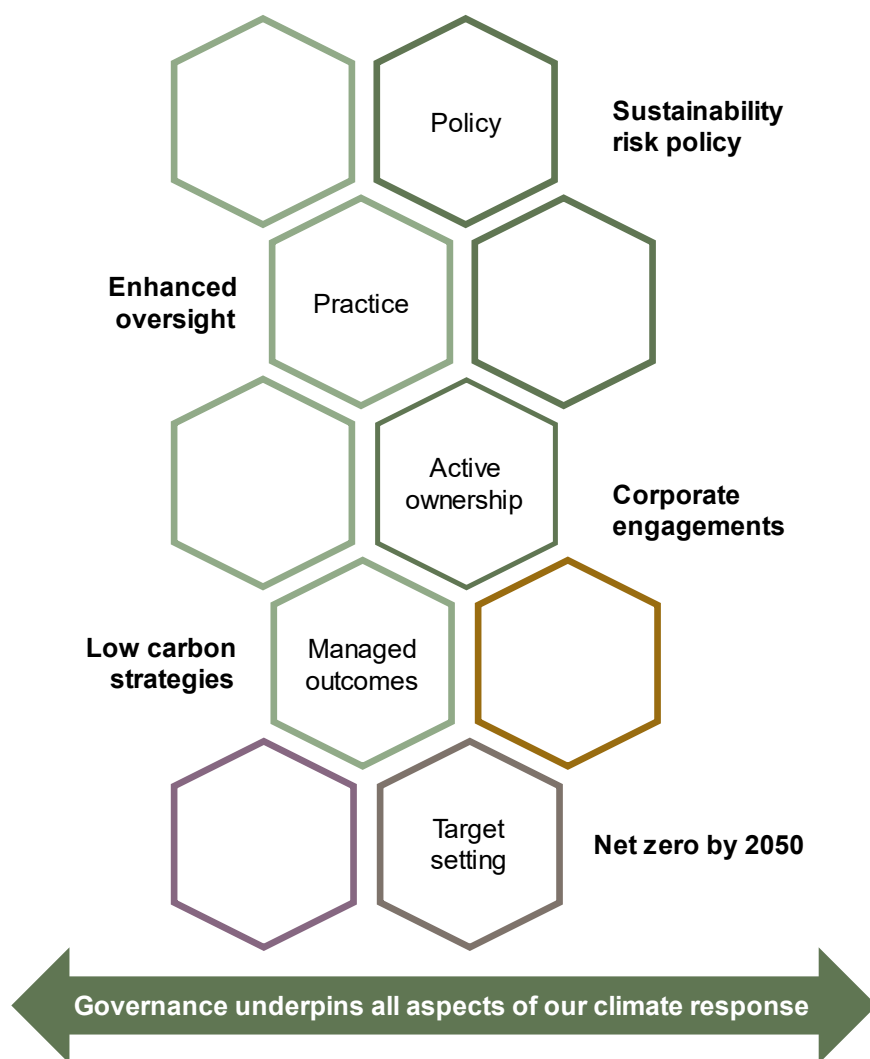 Policy
Sustainability
risk policy
Enhanced
oversight
Practice
Active
ownership
Corporate
engagements
Low carbon
strategies
Managed
outcomes
Target
setting
Net zero by 2050
Governance underpins all aspects of our climate response